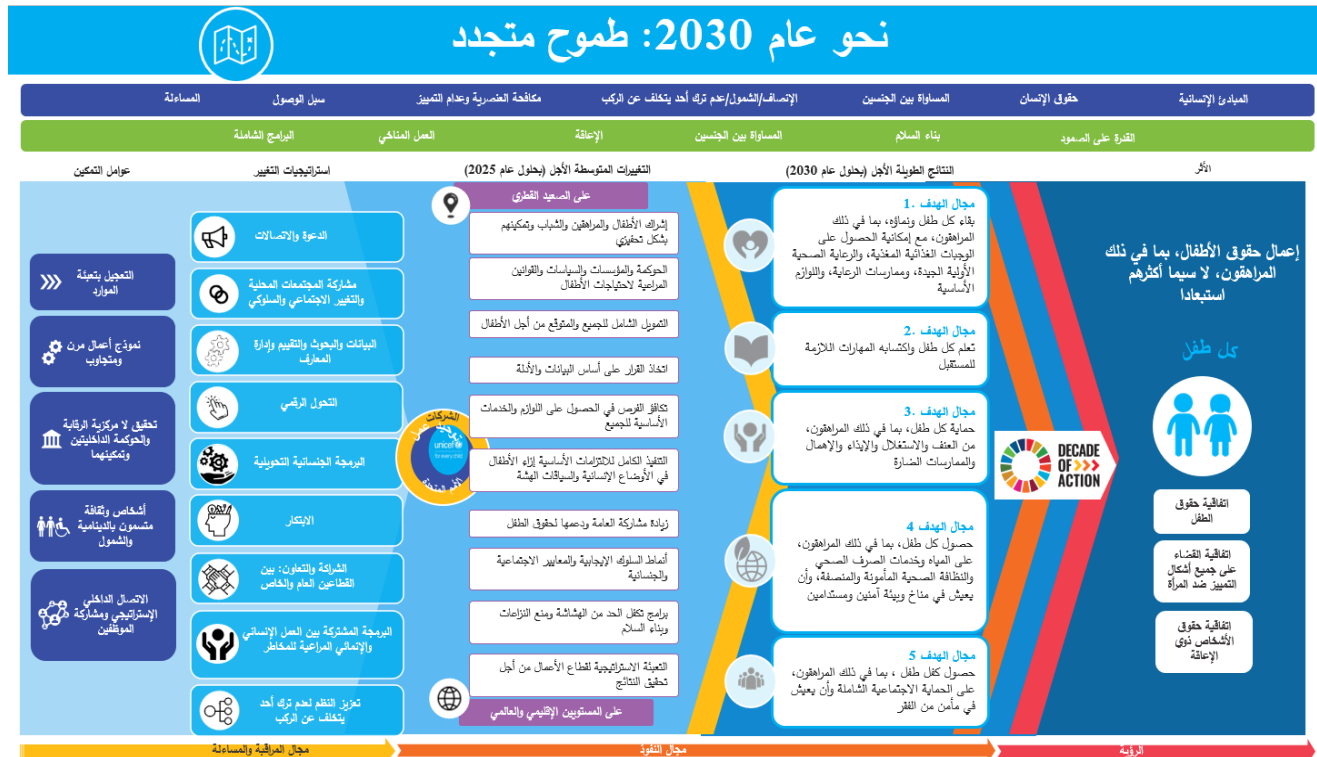 نحو عام 2030: طموح متجدد
المبادئ الإنسانية
حقوق الإنسان
المساواة بين الجنسين
الإنصاف/الشمول/عدم ترك أحد يتخلف عن الركب
مكافحة العنصرية وعدم التمييز
سبل الوصول
المساءلة
القدرة على الصمود
بناء السلام
المساواة بين الجنسين
الإعاقة
العمل المناخي
البرامج الشاملة
الأثر
النتائج الطويلة الأجل (بحلول عام 2030)
التغييرات المتوسطة الأجل (بحلول عام 2025)
استراتيجيات التغيير
عوامل التمكين
إعمال حقوق الأطفال، بما في ذلك
المراهقون، لا سيما أكثرهم
استبعادا
كل طفل
اتفاقية حقوق
الطفل
إتفاقية القضاء
على جميع أشكال
التمييز ضد المرأة
إتفاقية حقوق
الأشخاص ذوي
الإعاقة
DECADE
OF >>>
ACTION
مجال الهدف 1.
بقاء كل طفل ونماؤه، بما في ذلك
المراهقون، مع إمكانية الحصول على
الوجبات الغذائية المغذية، والرعاية الصحية
الأولية الجيدة، وممارسات الرعاية، واللوازم
الأساسية
مجال الهدف 2.
تعلم كل طفل واكتسابه المهارات اللازمة
للمستقبل
مجال الهدف 3.
حماية كل طفل، بما في ذلك المراهقون،
من العنف والاستغلال والإيذاء والإهمال
والممارسات الضارة
مجال الهدف 4
حصول كل طفل، بما في ذلك المراهقون،
على المياه وخدمات الصرف الصحي
والنظافة الصحية المأمونة والمنصفة، وأن
يعيش في مناخ وبيئة آمنين ومستدامين
مجال الهدف 5
حصول كفل طفل ، بما في ذلك المراهقون،
على الحماية الاجتماعية الشاملة وأن يعيش
في مأمن من الفقر
على الصعيد القطري
إشراك الأطفال والمراهقين والشباب وتمكينهم
بشكل تحفيزي
الحوكمة والمؤسسات والسياسات والقوانين
المراعية لاحتياجات الأطفال
التمويل الشامل للجميع والمتوقع من أجل الأطفال
اتخاذ القرار على أساس البيانات والأدلة
تكافؤ الفرص في الحصول على اللوازم والخدمات
الأساسية للجميع
التنفيذ الكامل للالتزامات الأساسية إزاء الأطفال
في الأوضاع الإنسانية والسياقات الهشة
زيادة مشاركة العامة ودعمها لحقوق الطفل
أنماط السلوك الإيجابية والمعايير الاجتماعية
والجنسانية
برامج تكفل الحد من الهشاشة ومنع النزاعات
وبناء السلام
التعبئة الاستراتيجية لقطاع الأعمال من أجل
تحقيق النتائج
على المستويين الإقليمي والعالمي
الشركات
توحيد عمل
unicef
for every child
الأمم المتحدة
الدعوة والاتصالات
مشاركة المجتمعات المحلية
والتغيير الاجتماعي والسلوكي
البيانات والبحوث والتقييم وإدارة
المعارف
التحول الرقمي
البرمجة الجنسانية التحويلية
الابتكار
الشراكة والتعاون: بين
القطاعين العام والخاص
البرمجة المشتركة بين العمل الإنساني
والإنمائي المراعية للمخاطر
تعزيز النظم لعدم ترك أحد
يتخلف عن الركب
التعجيل بتعبئة
الموارد
نموذج أعمال مرن
ومتجاوب
تحقيق لا مركزية الرقابة
والحوكمة الداخليتين
وتمكينهما
أشخاص وثقافة
متسمون بالدينامية
والشمول
الاتصال الداخلي
الإستراتيجي ومشاركة
الموظفين
الرؤية
مجال النفوذ
مجال المراقبة والمساءلة